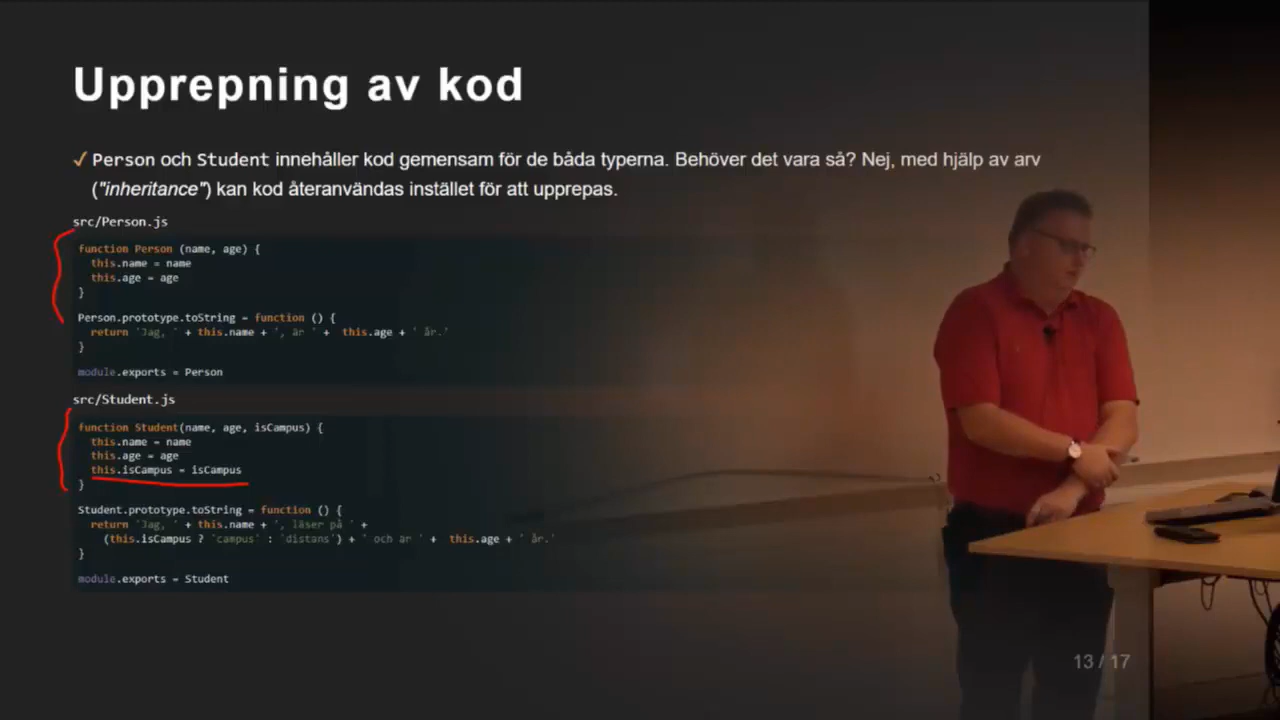 Upprepning av kod
✓ Person och Student innehåller kod gemensam för de båda typerna. Behöver det vara så? Nej, med hjälp av arv
("inheritance") kan kod återanvändas istället för att upprepas.
src/Person.js
function Person (name, age) {
this.name = name
this.age = age
}
Person.prototype.toString = function () {
return 'Jag, ' + this.name + ', är ' + this.age + ' år.'
}
module.exports = Person
src/Student.js
function Student(name, age, isCampus) {
this.name = name
this.age = age
this.isCampus = isCampus
}
Student.prototype.toString = function () {
return 'Jag, ' + this.name + ', läser på ' +
(this.isCampus ? 'campus' : 'distans') + ' och är ' + this.age + ' år.'
}
module.exports = Student
13 / 17